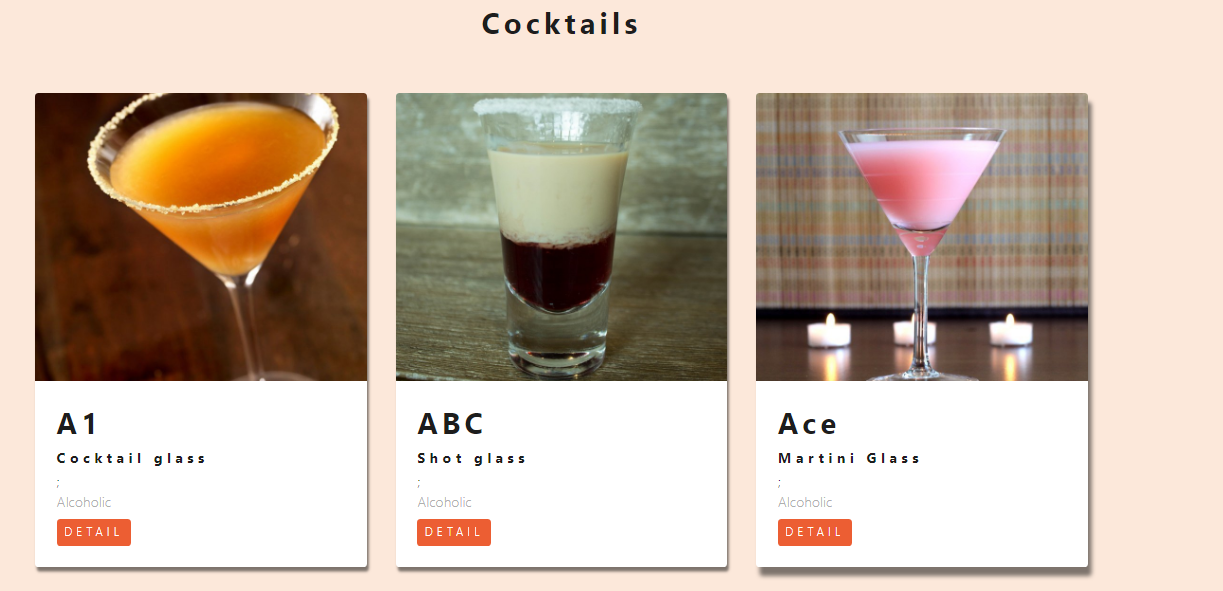 Cocktails
A1
Cocktail glass
;
Alcoholic
DETAIL
ABC
Shot glass
;
Alcoholic
DETAIL
Ace
Martini Glass
;
Alcoholic
DETAIL